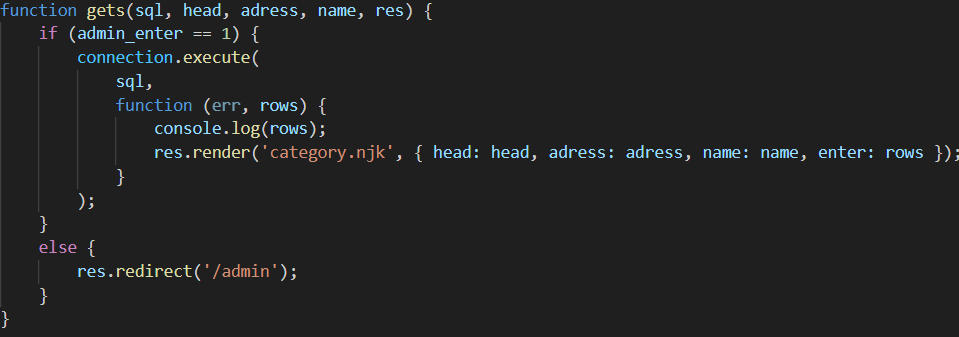 function gets(sql, head, adress, name, res) {
    if (admin_enter == 1) {
        connection.execute(
            sql,
            function (err, rows) {
                console.log(rows);
                res.render('category.njk', { head: head, adress: adress, name: name, enter: rows });
            }
        );
    }
    else {
        res.redirect('/admin');
    }
}